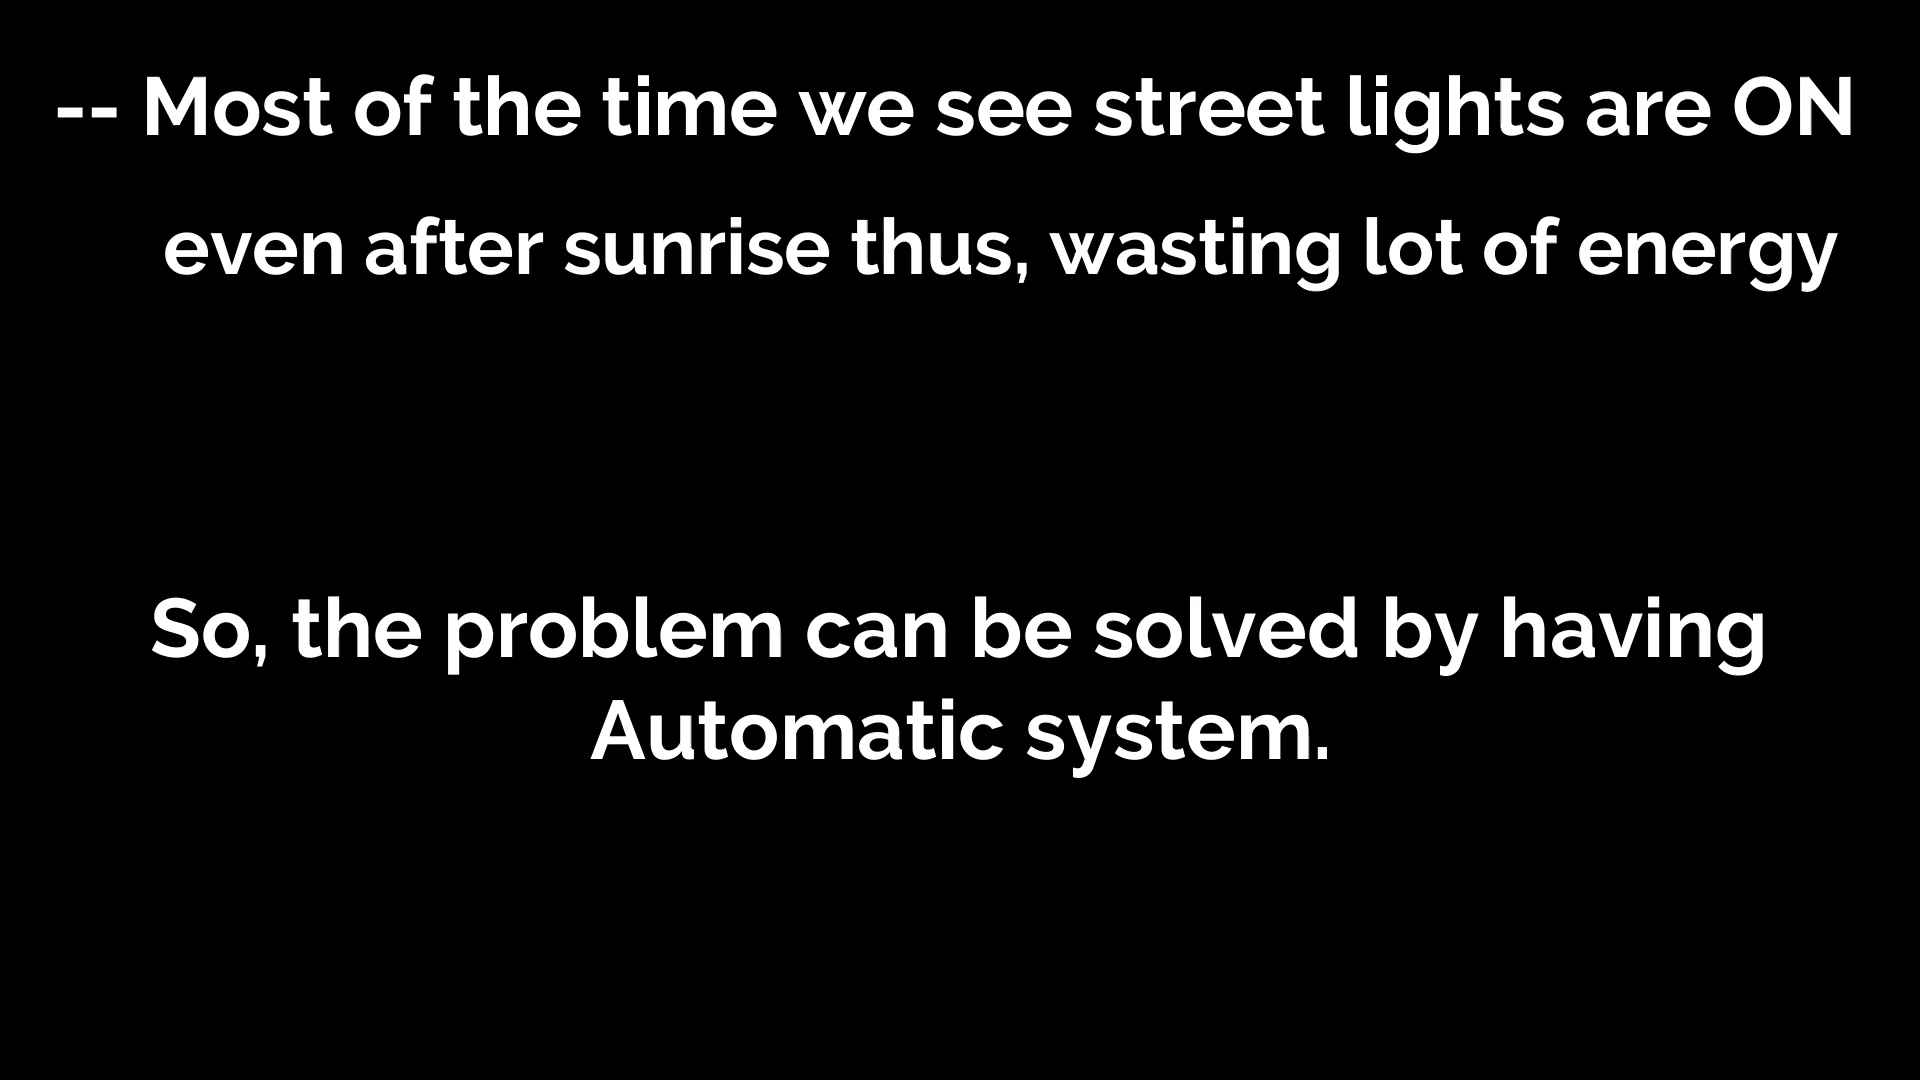 -- Most of the time we see street lights are ON
even after sunrise thus, wasting lot of energy
So, the problem can be solved by having
Automatic system.